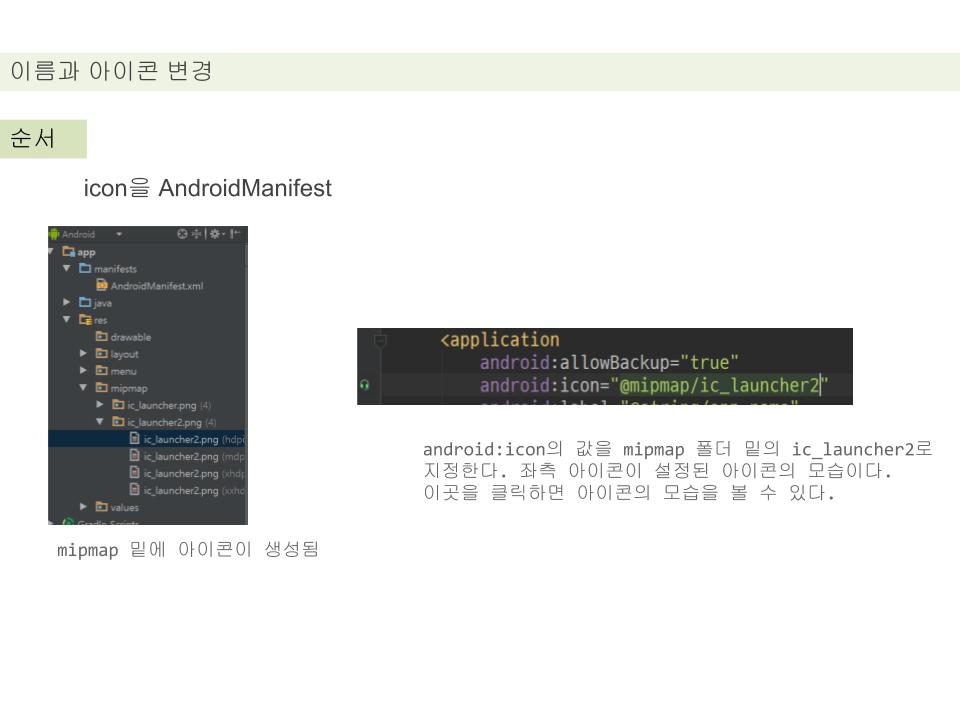 이름과 아이콘 변경
순서
icon을 AndroidManifest
Android
app
manifests
AndroidManifest.xml
java
res
drawable
layout
menu
mipmap
ic_launcher.png (4)
ic_launcher2.png (4)
ic_launcher2.png (hdpi
ic_launcher2.png (mdp
ic_launcher2.png (xhdp
ic_launcher2.png (xxhd
values
Gradle Scripts
mipmap 밑에 아이콘이 생성됨
<application
android:allowBackup="true"
android:icon="@mipmap/ic_launcher2"
android:label="@string/app_name"
android:icon의 값을 mipmap 폴더 밑의 ic_launcher2로
지정한다. 좌측 아이콘이 설정된 아이콘의 모습이다.
이곳을 클릭하면 아이콘의 모습을 볼 수 있다.